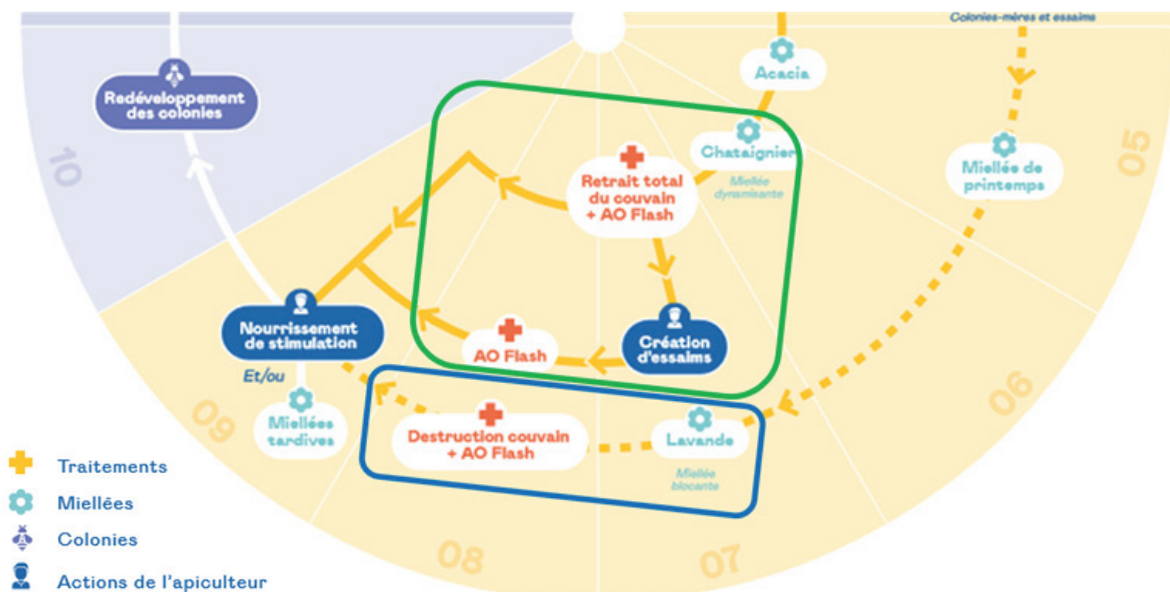 Colonies-mères et essaims
Acacia
Redéveloppement
des colonies
10
05
Chataignier
Miellée
dynamisante
Miellée de
printemps
Retrait total
du couvain
+ AO Flash
Nourrissement
de stimulation
Création
d'essaims
AO Flash
Et/ou
Miellées
tardives
09
06
Destruction couvain
+ AO Flash
Lavande
Miellée
blocante
08
07
Traitements
Miellées
Colonies
Actions de l'apiculteur